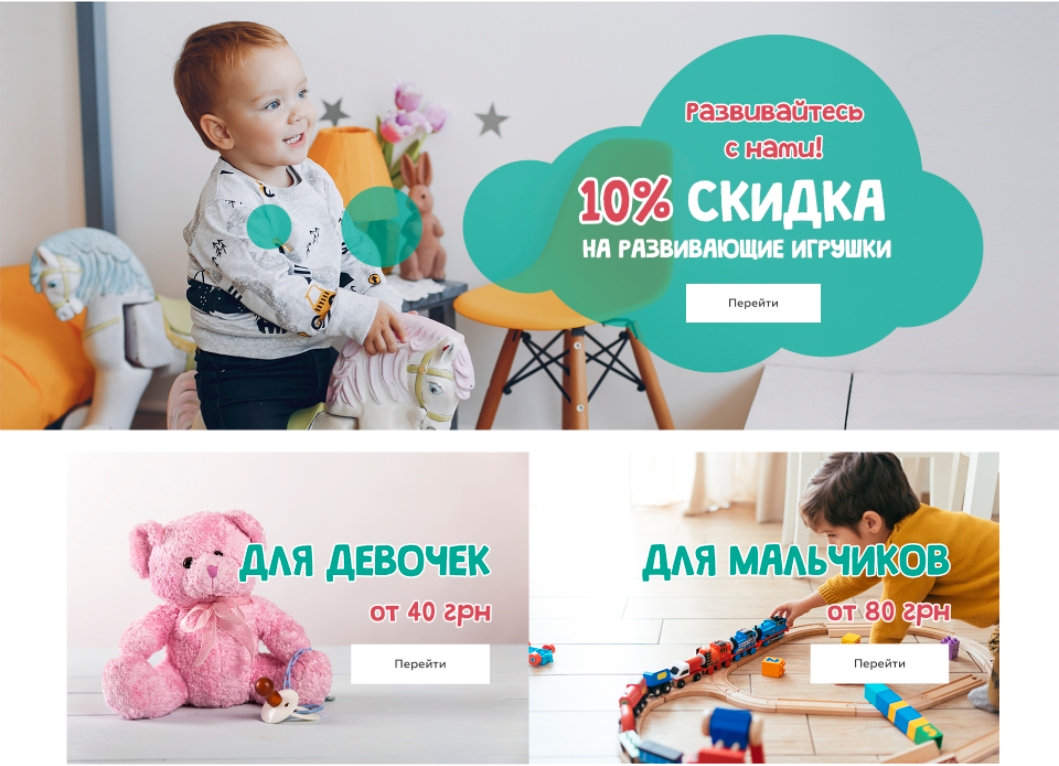 Развивайтесь
с нами!
10% СКИДКА
НА РАЗВИВАЮЩИЕ ИГРУШКИ
Перейти
ДЛЯ ДЕВОЧЕК
от 40 грн
Перейти
ДЛЯ МАЛЬЧИКОВ
от 80 грн
Перейти